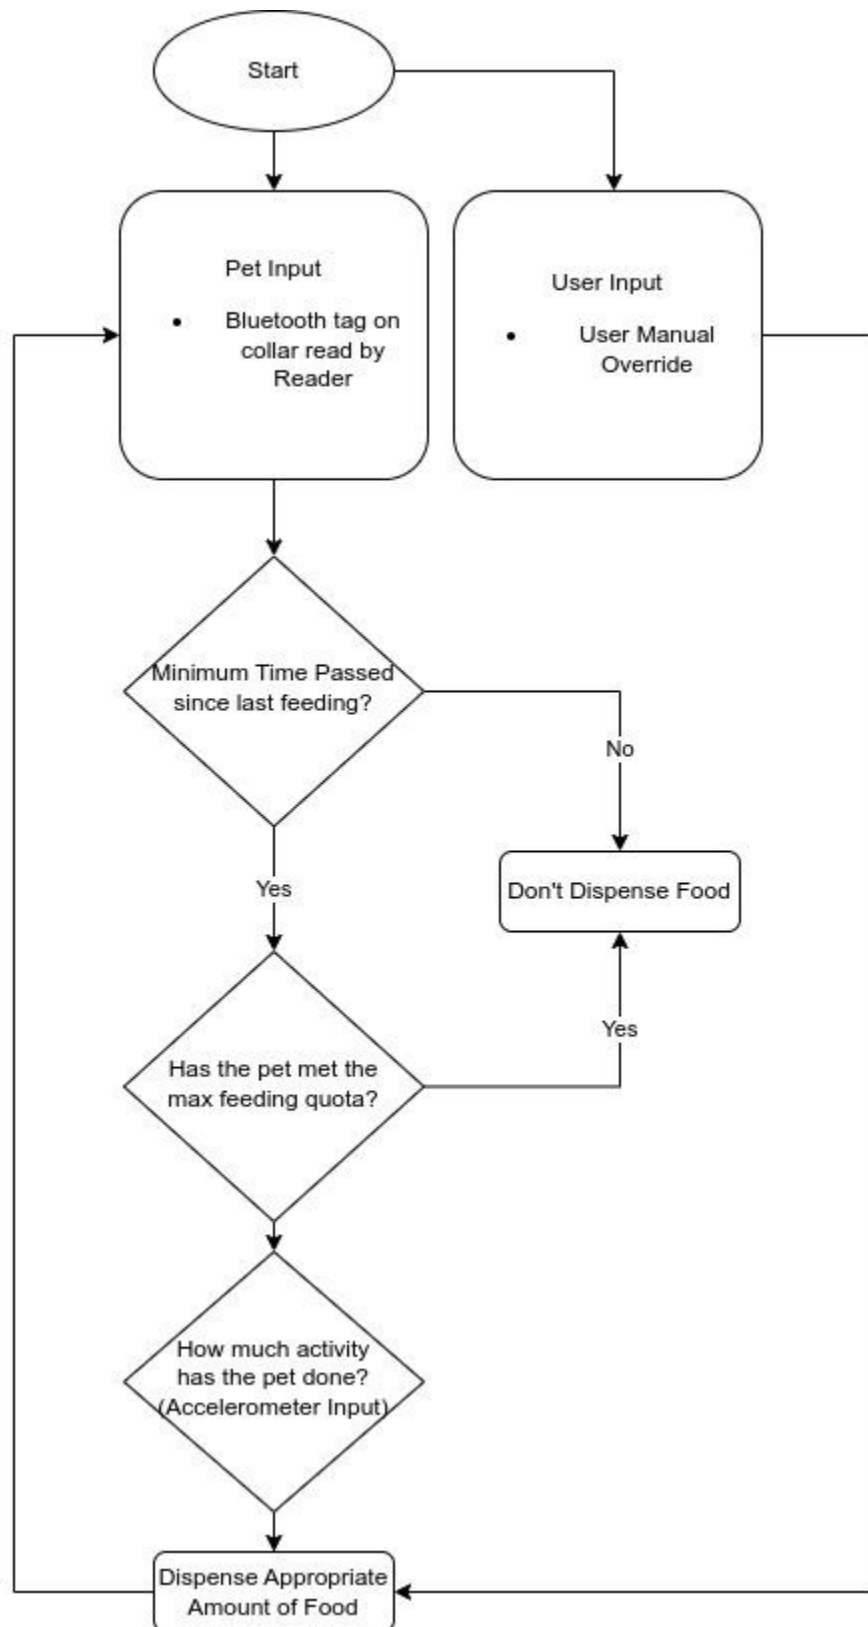 Start
Pet Input
• Bluetooth tag on
collar read by
Reader
User Input
• User Manual
Override
Minimum Time Passed
since last feeding?
No
Yes
Don't Dispense Food
Has the pet met the
max feeding quota?
Yes
How much activity
has the pet done?
(Accelerometer Input)
Dispense Appropriate
Amount of Food